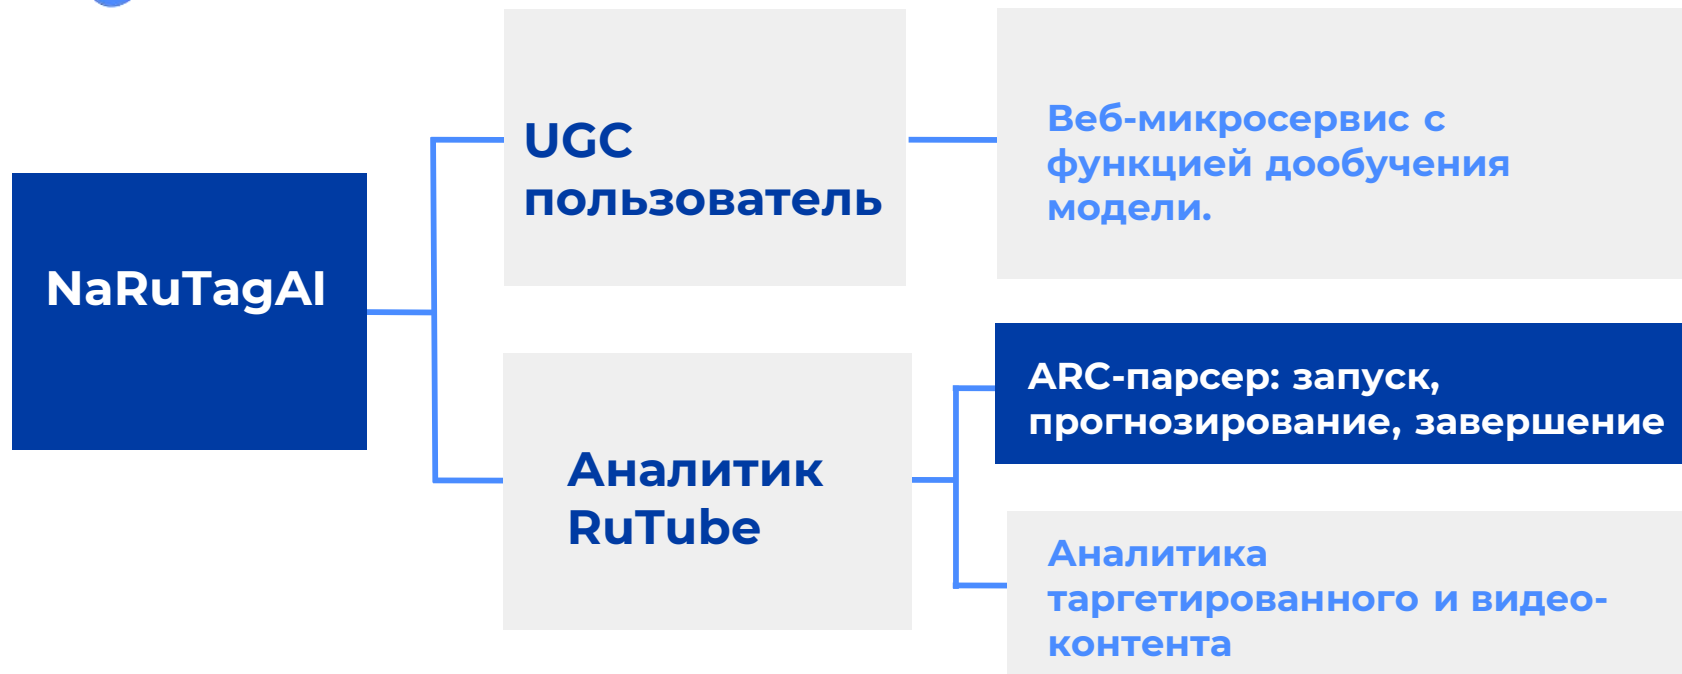 NaRuTagAI
UGC
пользователь
Веб-микросервис с
функцией дообучения
модели.
Аналитик
RuTube
ARC-парсер: запуск,
прогнозирование, завершение
Аналитика
таргетированного и видео-
контента